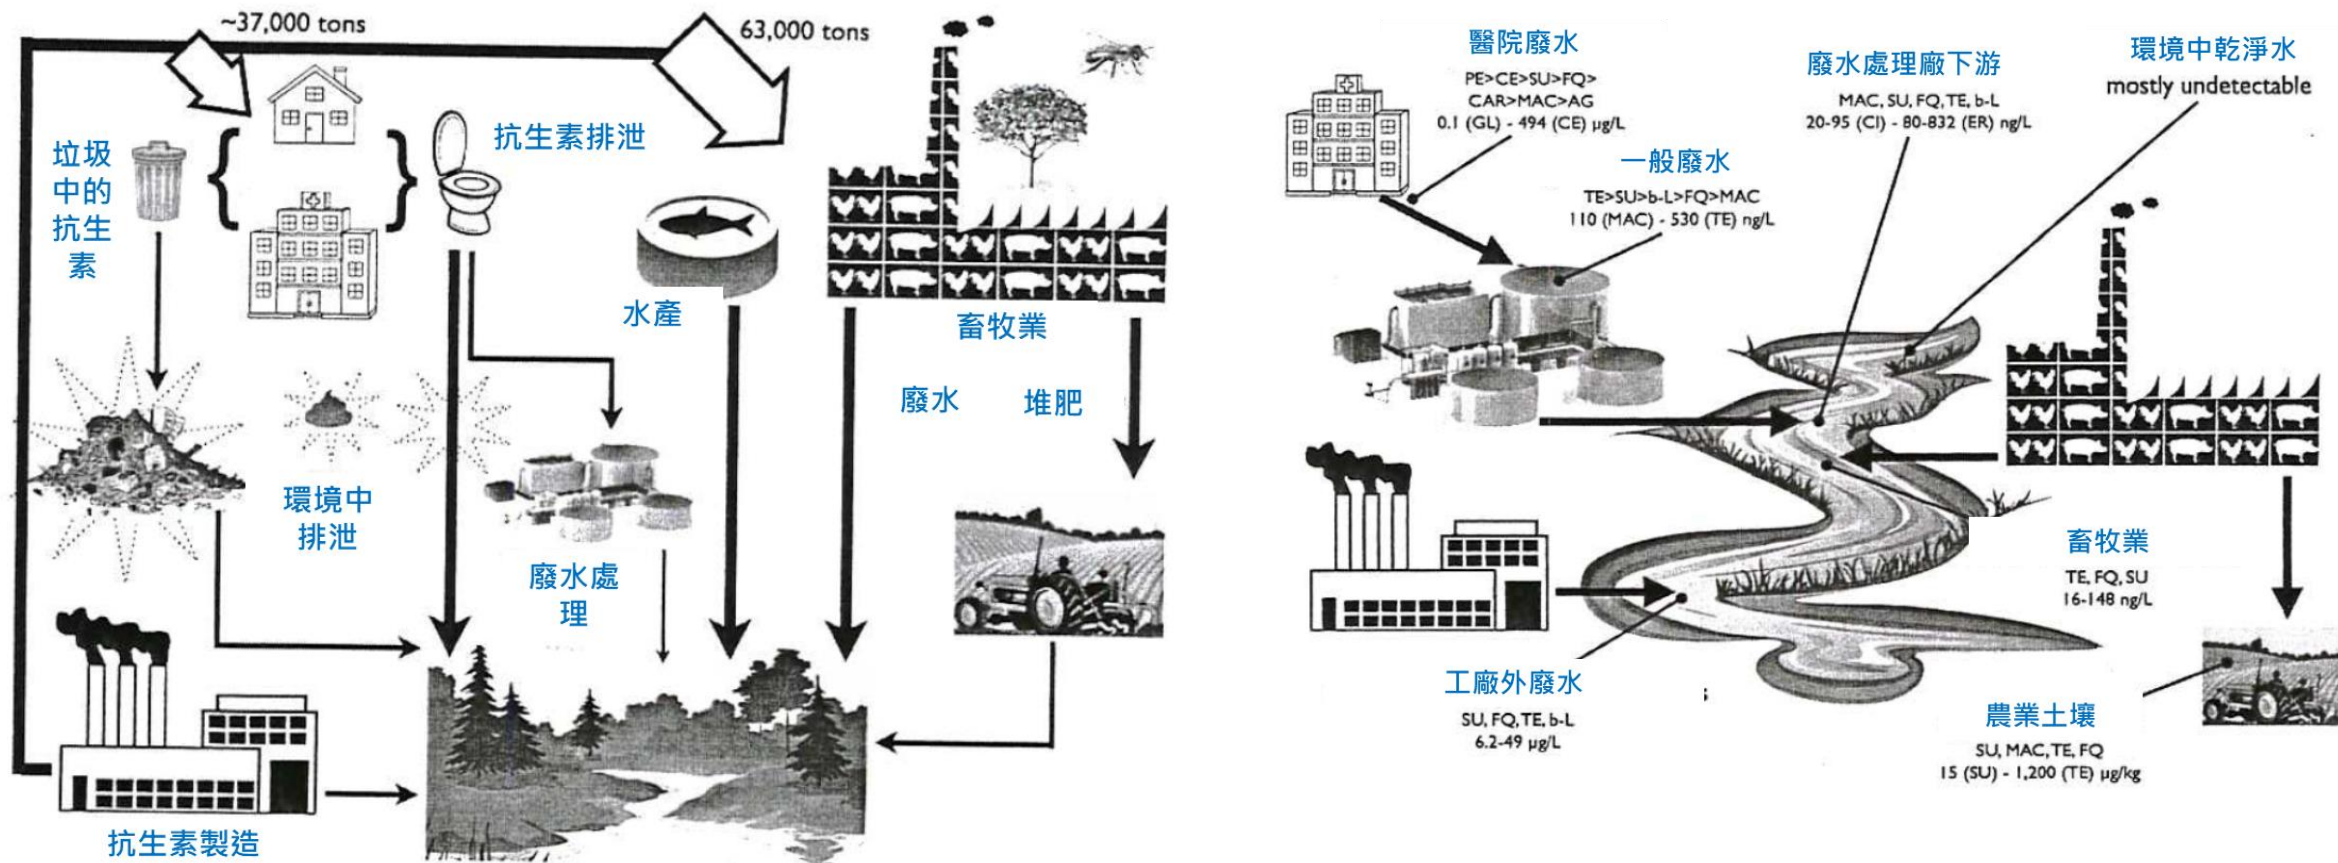 ~37,000 tons
63,000 tons
垃圾
中的
抗生
素
抗生素排泄
水產
畜牧業
廢水
堆肥
環境中
排泄
廢水處
理
抗生素製造
醫院廢水
PE>CE>SU>FQ>
CAR>MAC>AG
0.1 (GL) - 494 (CE) µg/L
一般廢水
TE>SU>b-L>FQ>MAC
110 (MAC) - 530 (TE) ng/L
廢水處理廠下游
MAC, SU, FQ, TE, b-L
20-95 (CI) - 80-832 (ER) ng/L
環境中乾淨水
mostly undetectable
畜牧業
TE, FQ, SU
16-148 ng/L
工廠外廢水
SU, FQ, TE, b-L
6.2-49 µg/L
農業土壤
SU, MAC, TE, FQ
15 (SU) - 1,200 (TE) µg/kg